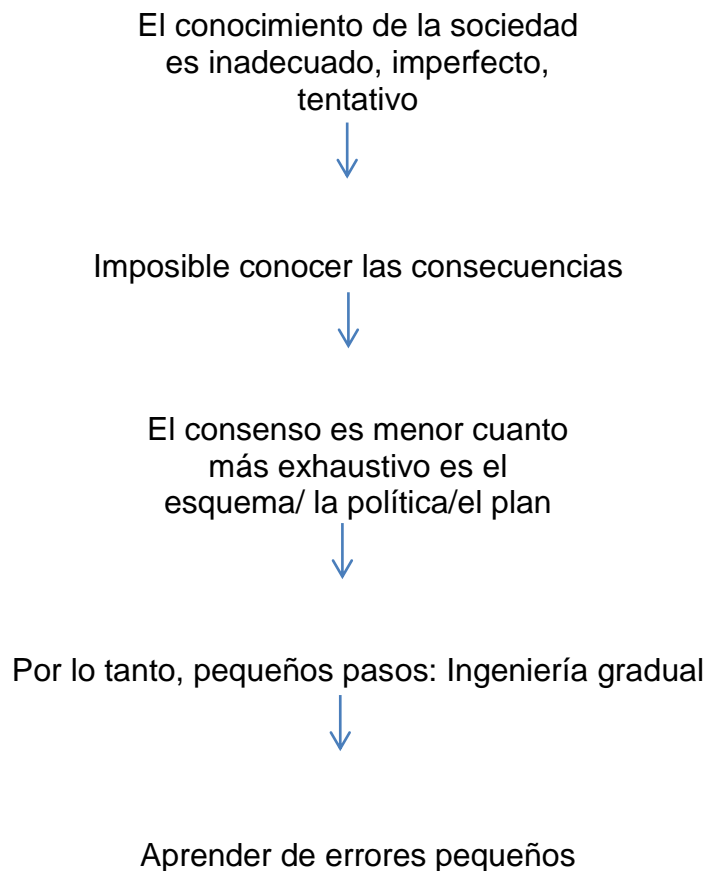 El conocimiento de la sociedad
es inadecuado, imperfecto,
tentativo
Imposible conocer las consecuencias
El consenso es menor cuanto
más exhaustivo es el
esquema/ la política/el plan
Por lo tanto, pequeños pasos: Ingeniería gradual
Aprender de errores pequeños